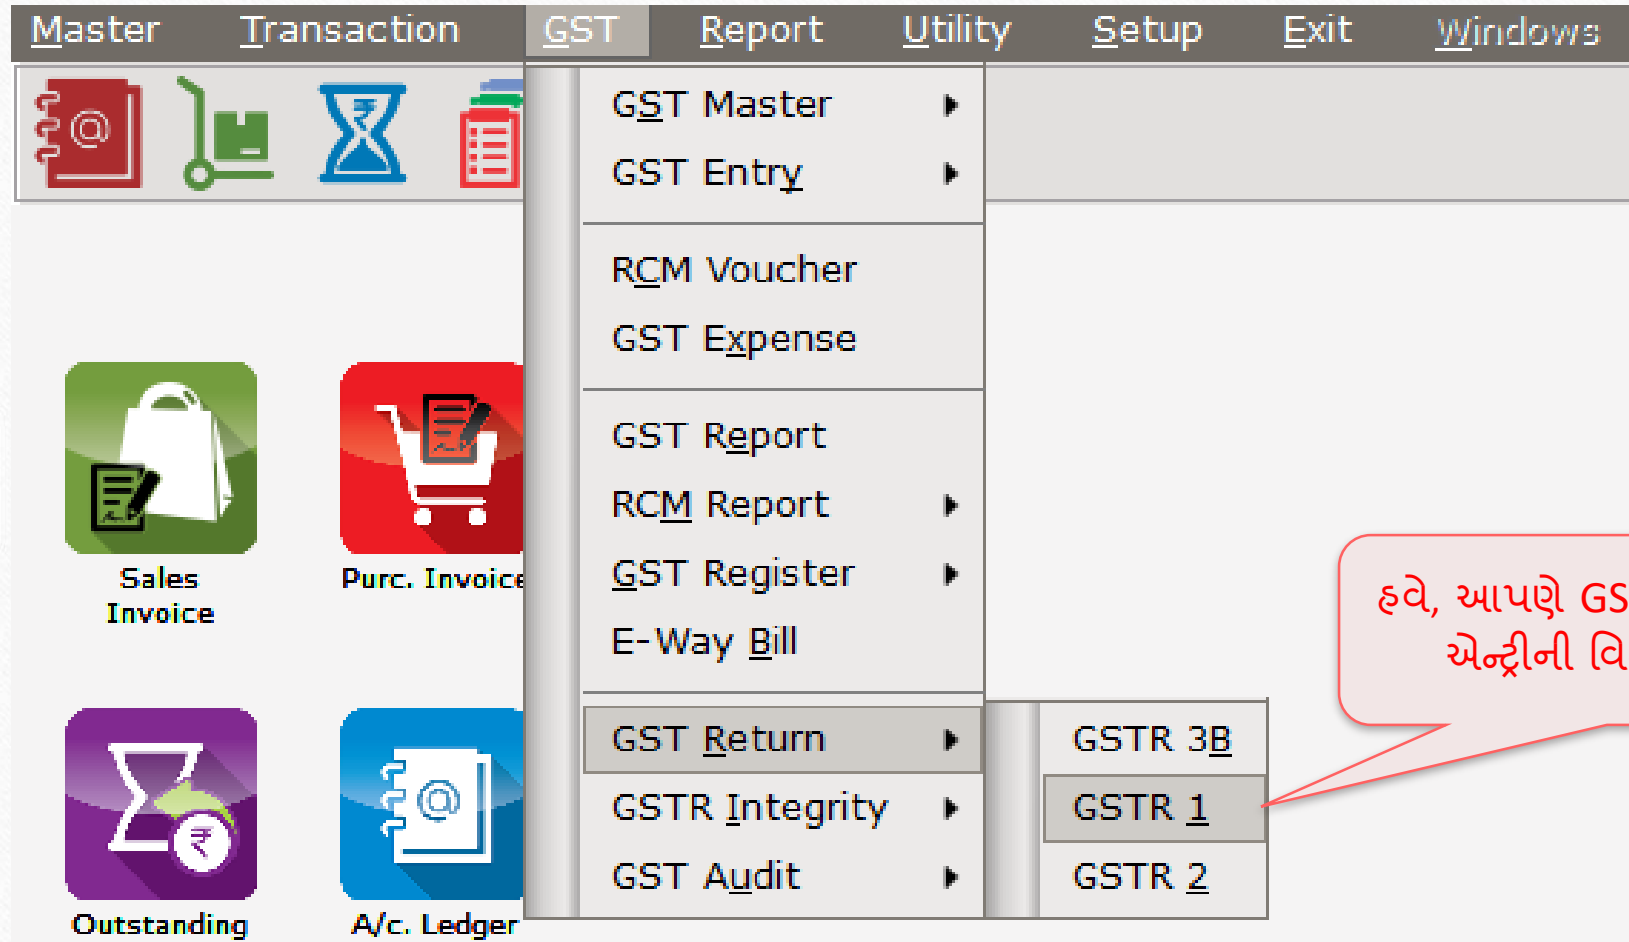 Master Transaction GST Report Utility Setup Exit Windows
GST Master
GST Entry
RCM Voucher
GST Expense
GST Report
RCM Report
GST Register
E-Way Bill
GST Return
GSTR Integrity
GST Audit
GSTR 3B
GSTR 1
GSTR 2
Sales
Invoice
Purc. Invoice
Outstanding
A/c. Ledger
હવે, આપણે
એન્ટ્રીની